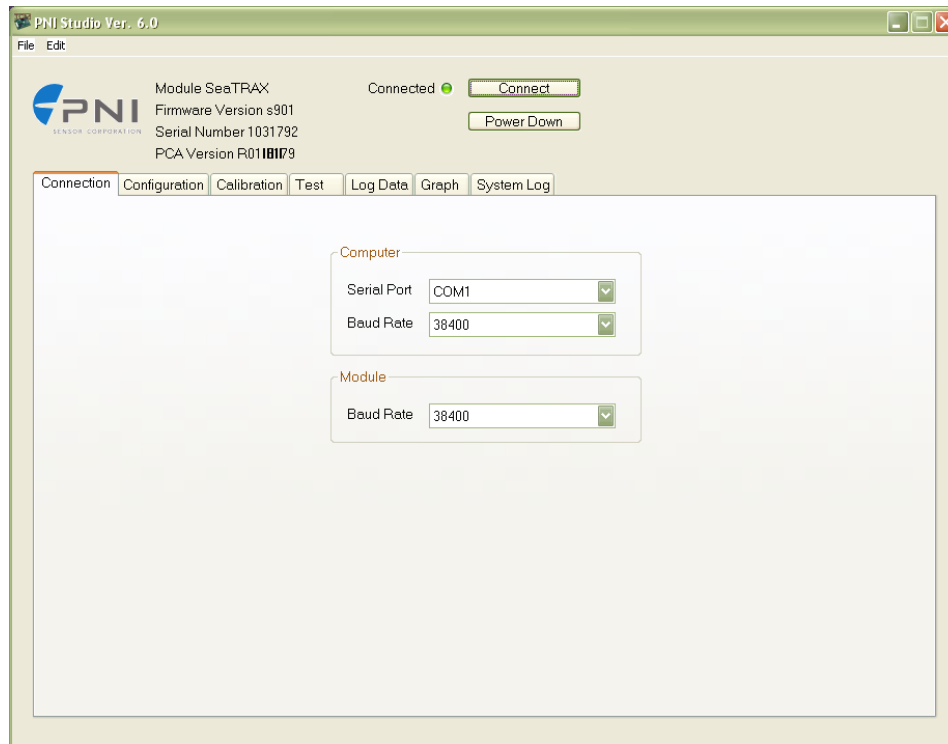 PNI Studio Ver. 6.0
File Edit
PNI
SENSOR CORPORATION
Module SeaTRAX
Firmware Version s901
Serial Number 1031792
PCA Version
Connected
Connect
Power Down
Connection Configuration Calibration Test Log Data Graph System Log
Computer
Serial Port COM1
Baud Rate 38400
Module
Baud Rate 38400